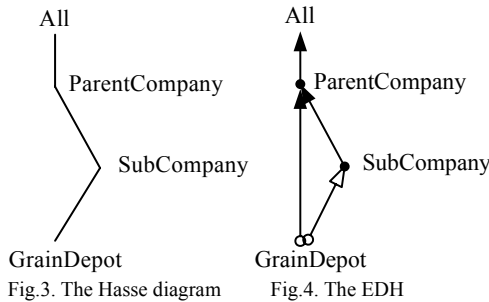 All All
ParentCompany ParentCompany
SubCompany SubCompany
GrainDepot GrainDepot
Fig.3. The Hasse diagram Fig.4. The EDH